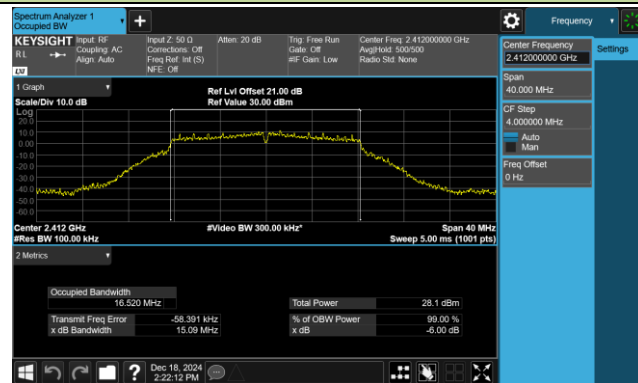 Spectrum Analyzer 1
Occupied BW
Frequency
KEYSIGHT
Input: RF
Input Z: 50 Ω
Atten: 20 dB
Trig: Free Run
Center Freq: 2.412000000 GHz
RL
Coupling: AC
Corrections: Off
Gate: Off
Avg|Hold: 500/500
Align: Auto
Freq Ref: Int (S)
#IF Gain: Low
Radio Std: None
NFE: Off
LXI
Center Frequency
2.412000000 GHz
Settings
Span
40.000 MHz
CF Step
4.000000 MHz
Auto
Man
Freq Offset
0 Hz
1 Graph
Ref Lvl Offset 21.00 dB
Scale/Div 10.0 dB
Ref Value 30.00 dBm
Log
20.0
10.0
0.00
-10.0
-20.0
-30.0
-40.0
-50.0
-60.0
Center 2.412 GHz
#Video BW 300.00 kHz*
Span 40 MHz
#Res BW 100.00 kHz
Sweep 5.00 ms (1001 pts)
2 Metrics
Occupied Bandwidth
16.520 MHz
Total Power 28.1 dBm
Transmit Freq Error -58.391 kHz
% of OBW Power 99.00 %
x dB Bandwidth 15.09 MHz
x dB -6.00 dB
?
Dec 18, 2024
2:22:12 PM